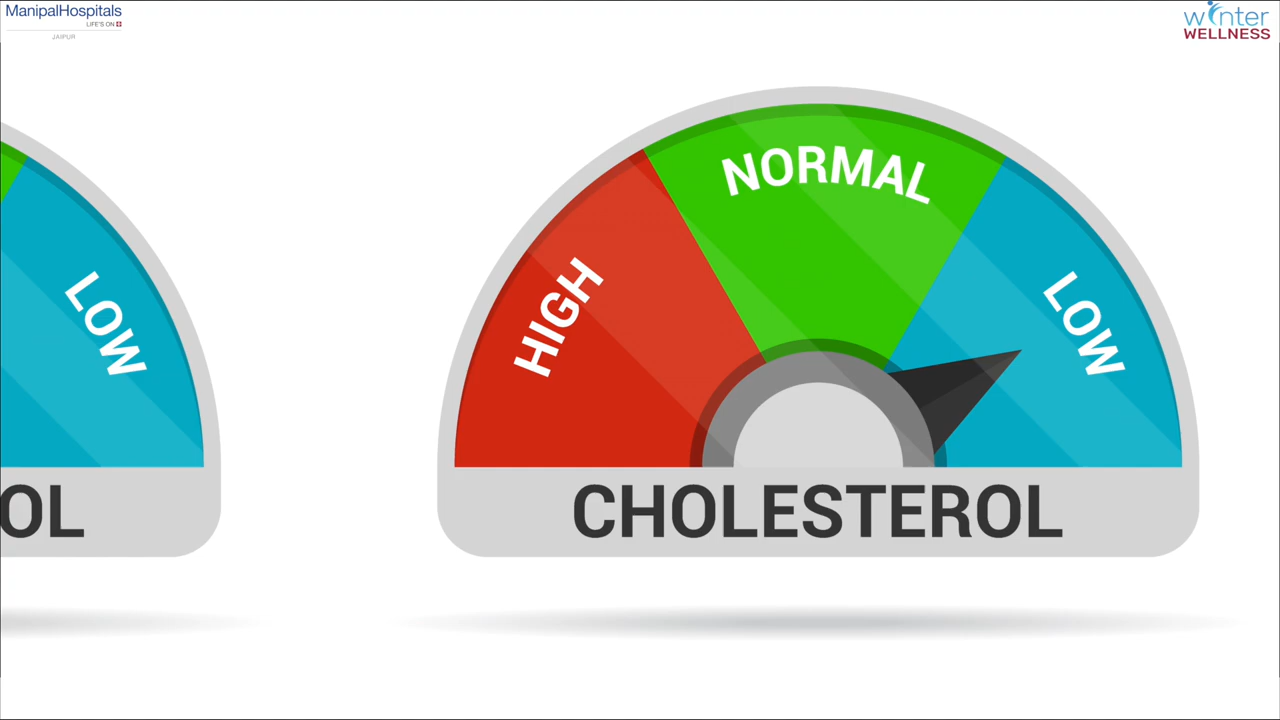 ManipalHospitals
LIFE'S ON
JAIPUR
winter
WELLNESS
LOW
OL
HIGH
NORMAL
LOW
CHOLESTEROL